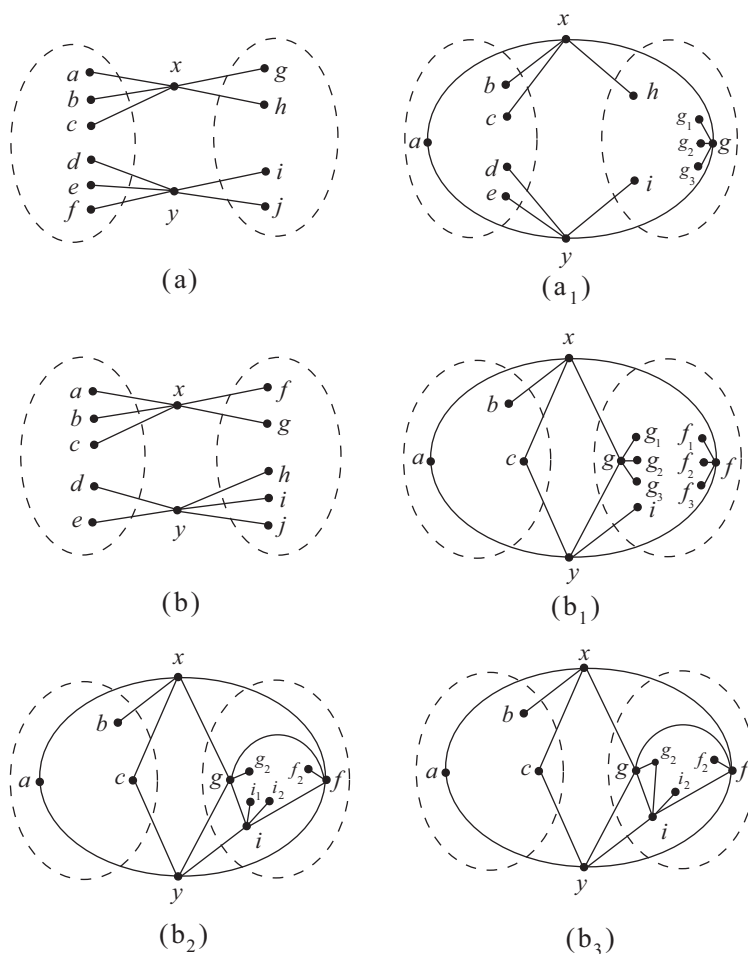 x
a
b
c
d
e
f
y
g
h
i
j
(a)
x
b
c
a
d
e
h
g₁
g₂
g₃
g
i
y
(a₁)
x
a
b
c
d
e
y
f
g
h
i
j
(b)
x
b
a
c
g
g₁
g₂
g₃
i
f₁
f₂
f₃
f
y
(b₁)
x
b
a
c
g
g₂
i₁
i₂
f₂
f
i
y
(b₂)
x
b
a
c
g
g₂
i₂
f₂
f
i
y
(b₃)